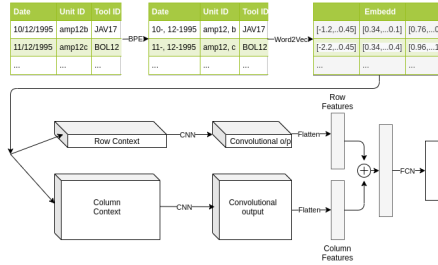 Date Unit ID Tool ID
10/12/1995 amp12b JAV17
11/12/1995 amp12c BOL12
... ... ...
BPE
Date Unit ID Tool ID
10-, 12-1995 amp12, b JAV17
11-, 12-1995 amp12, c BOL12
... ... ...
Word2Vec
Embedd
[-1.2,..0.45] [0.34,...0.1] [0.76,...0
[-2.2,..0.45] [0.34,...0.4] [0.96,...1
... ... ...
Row
Features
Row Context
CNN
Convolutional o/p
Flatten
FCN
Column
Context
CNN
Convolutional
output
Flatten
Column
Features